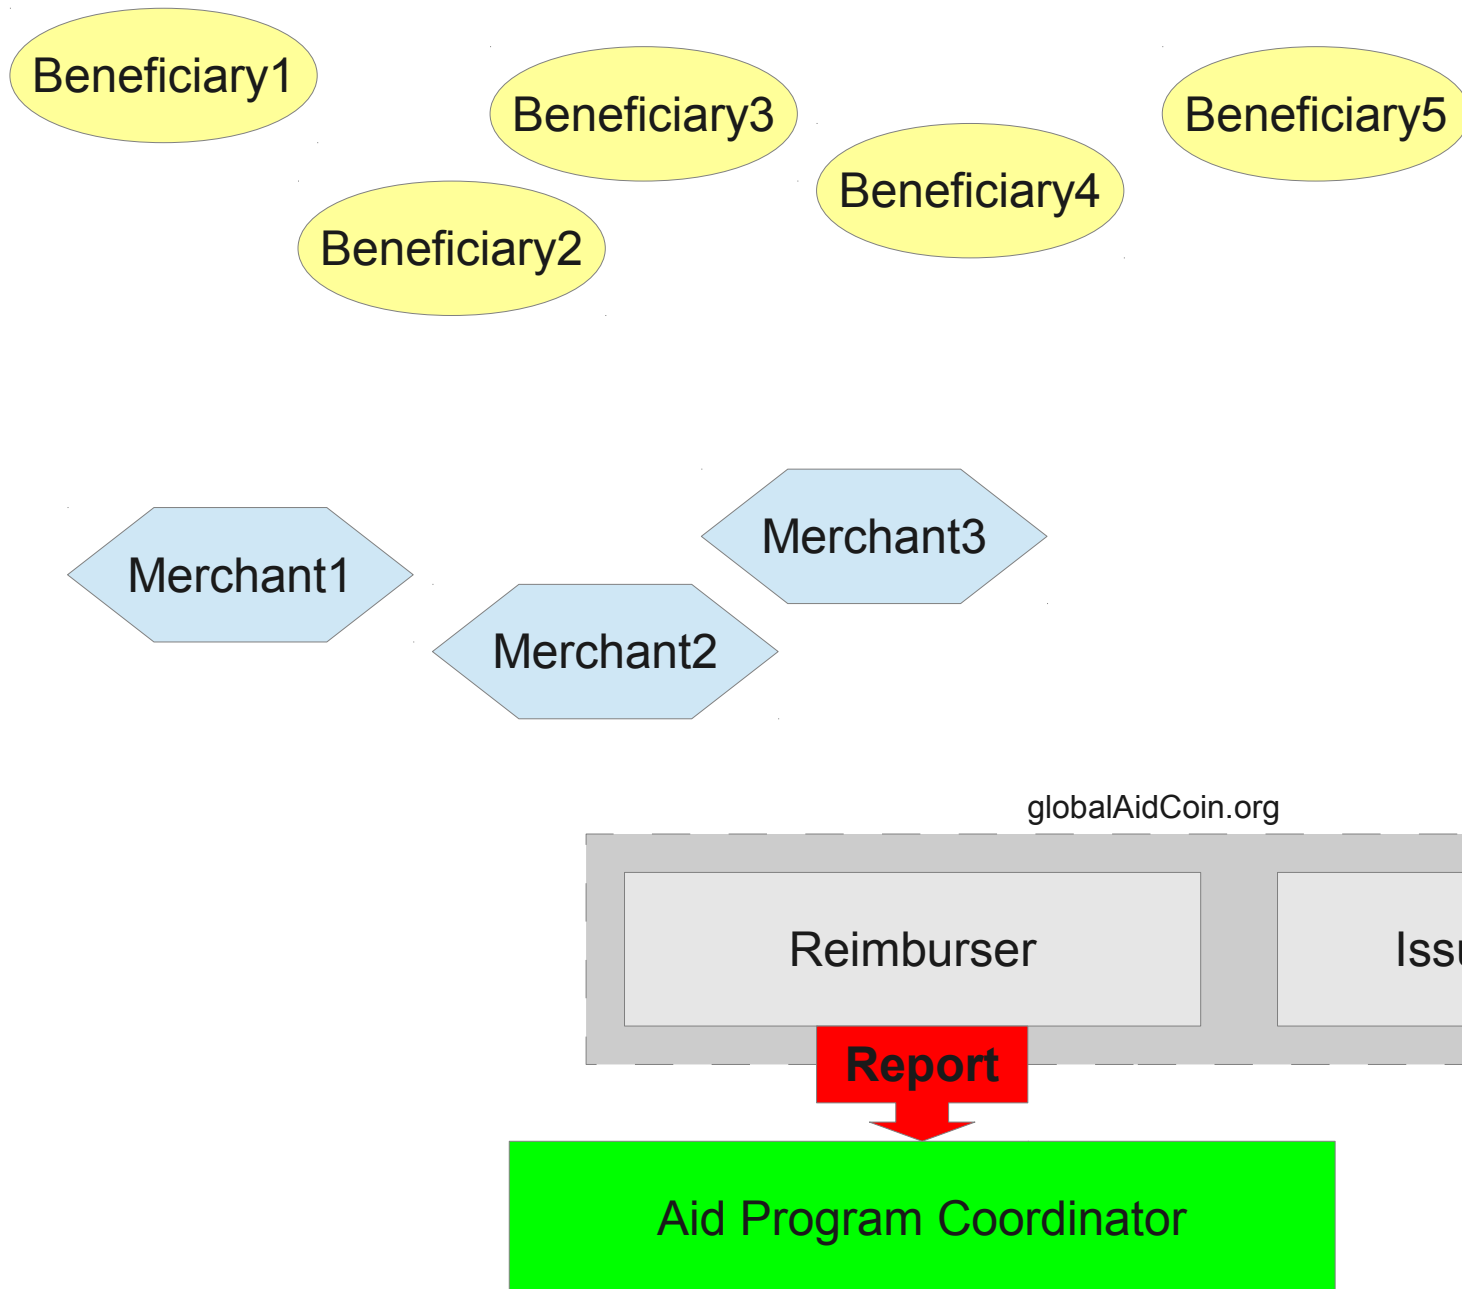 Beneficiary1
Beneficiary3
Beneficiary5
Beneficiary4
Beneficiary2
Merchant3
Merchant1
Merchant2
globalAidCoin.org
Reimburser
Report
Aid Program Coordinator